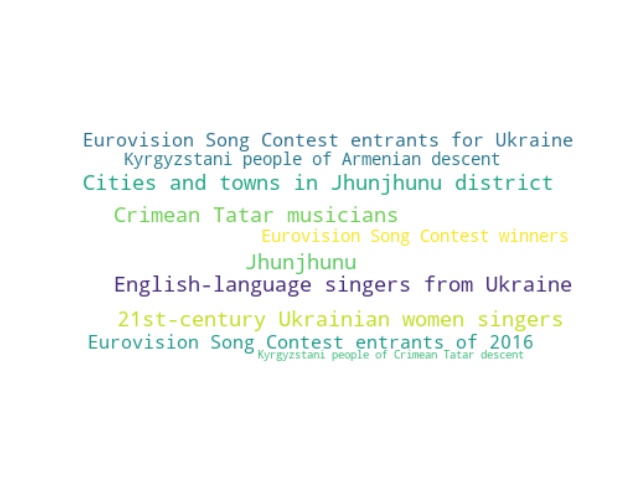 Eurovision Song Contest entrants for Ukraine
Kyrgyzstani people of Armenian descent
Cities and towns in Jhunjhunu district
Crimean Tatar musicians
Eurovision Song Contest winners
Jhunjhunu
English-language singers from Ukraine
21st-century Ukrainian women singers
Eurovision Song Contest entrants of 2016
Kyrgyzstani people of Crimean Tatar descent